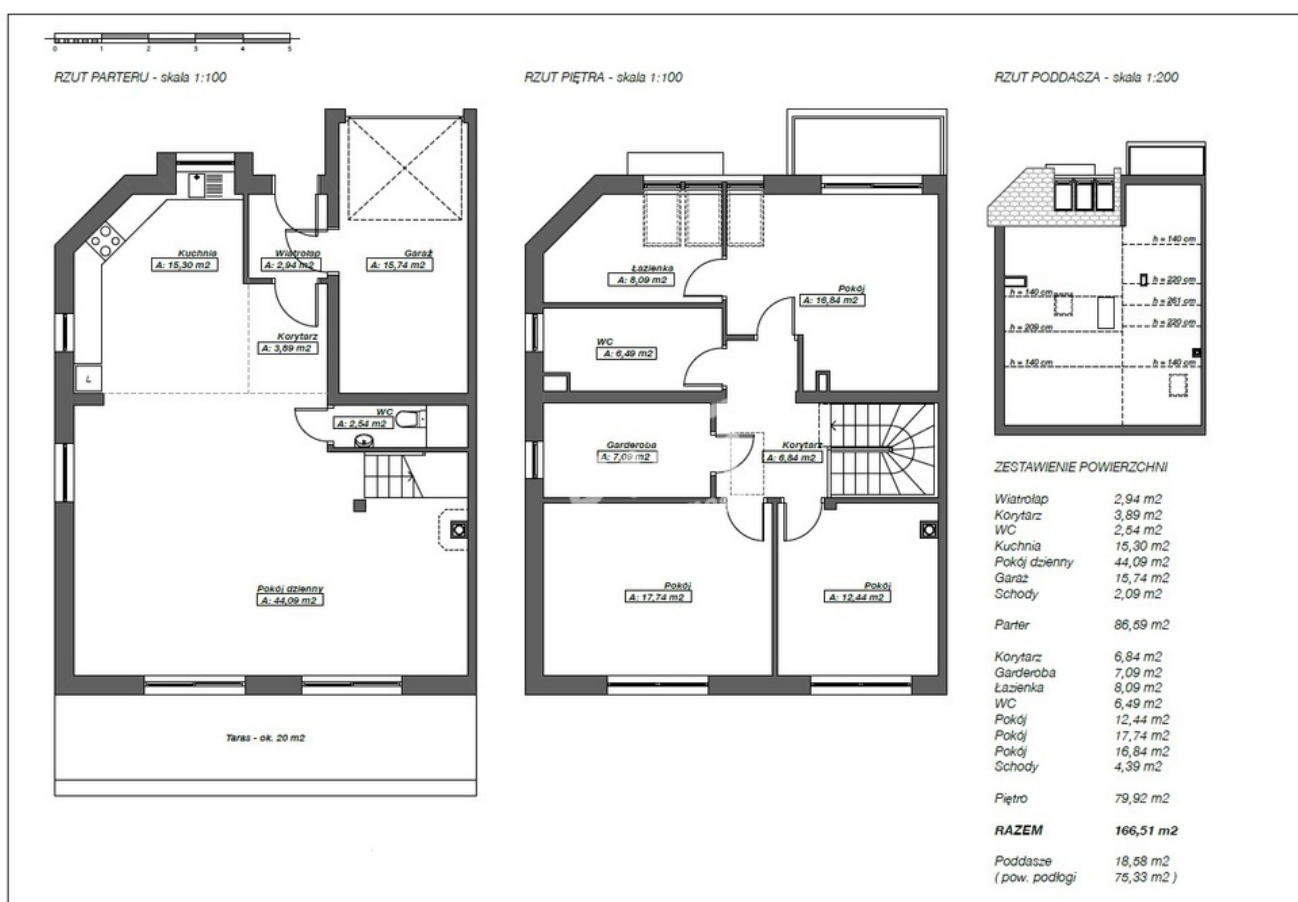 0 1 2 3 4 5
RZUT PARTERU - skala 1:100
RZUT PIĘTRA - skala 1:100
RZUT PODDASZA - skala 1:200
Kuchnia
A: 15,30 m2
Wiatrołap
A: 2,94 m2
Garaż
A: 15,74 m2
Korytarz
A: 3,89 m2
L
WC
A: 2,54 m2
Pokój dzienny
A: 44,09 m2
Taras - ok. 20 m2
Łazienka
A: 8,09 m2
Pokój
A: 16,84 m2
WC
A: 6,49 m2
Garderoba
A: 7,09 m2
Korytarz
A: 6,84 m2
Pokój
A: 17,74 m2
Pokój
A: 12,44 m2
h = 140 cm
h = 220 cm
h = 140 cm
h = 261 cm
h = 209 cm
h = 220 cm
h = 140 cm
h = 140 cm
ZESTAWIENIE POWIERZCHNI
Wiatrołap 2,94 m2
Korytarz 3,89 m2
WC 2,54 m2
Kuchnia 15,30 m2
Pokój dzienny 44,09 m2
Garaż 15,74 m2
Schody 2,09 m2
Parter 86,59 m2
Korytarz 6,84 m2
Garderoba 7,09 m2
Łazienka 8,09 m2
WC 6,49 m2
Pokój 12,44 m2
Pokój 17,74 m2
Pokój 16,84 m2
Schody 4,39 m2
Piętro 79,92 m2
RAZEM 166,51 m2
Poddasze 18,58 m2
( pow. podłogi 75,33 m2 )